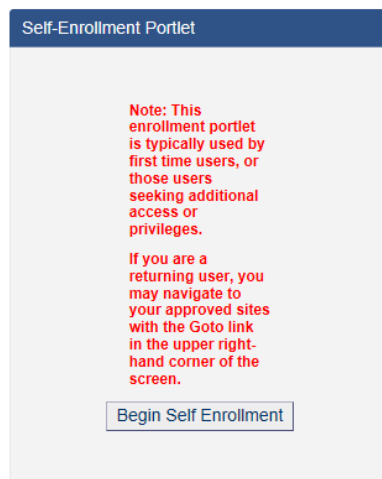 Self-Enrollment Portlet
Note: This
enrollment portlet
is typically used by
first time users, or
those users
seeking additional
access or
privileges.
If you are a
returning user, you
may navigate to
your approved sites
with the Goto link
in the upper right-
hand corner of the
screen.
Begin Self Enrollment